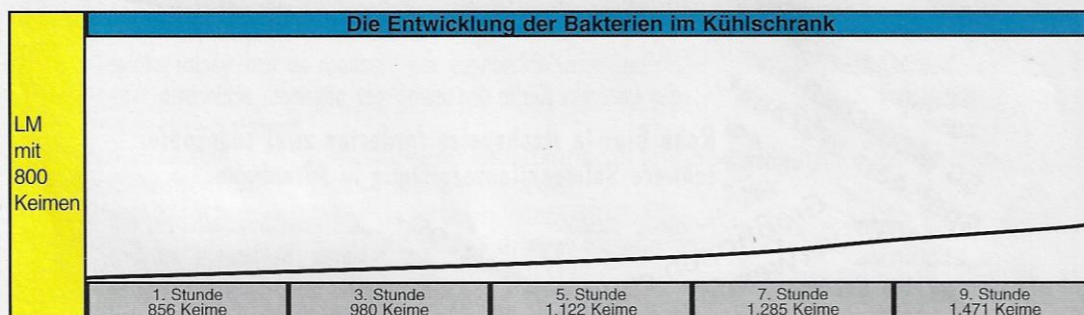 Die Entwicklung der Bakterien im Kühlschrank
LM
mit
800
Keimen
1. Stunde
856 Keime
3. Stunde
980 Keime
5. Stunde
1.122 Keime
7. Stunde
1.285 Keime
9. Stunde
1.471 Keime